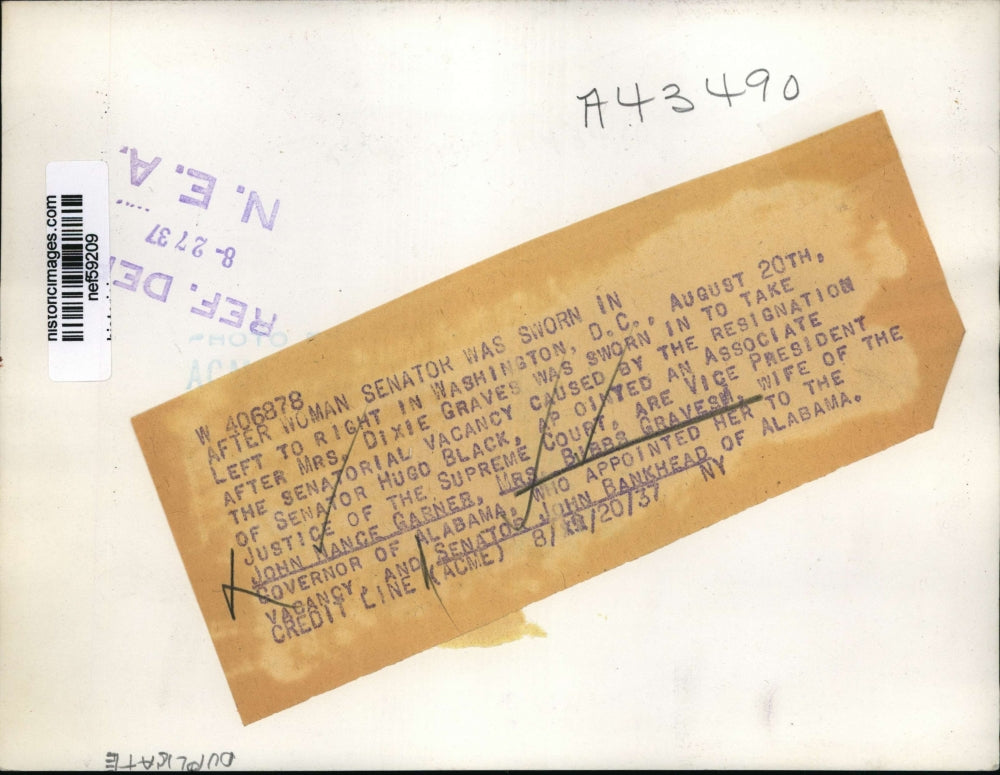 A43490
N.E.A.
8-27 37
REF. DE
historicimages.com
nef59209
W 406878
AFTER WOMAN SENATOR WAS SWORN IN
LEFT TO RIGHT IN WASHINGTON, D.C., AUGUST 20TH,
AFTER MRS. DIXIE GRAVES WAS SWORN IN TO TAKE
THE SENATORIAL VACANCY CAUSED BY THE RESIGNATION
OF SENATOR HUGO BLACK, AP OINTED AN ASSOCIATE
JUSTICE OF THE SUPREME COURT, ARE VICE PRESIDENT
JOHN NANCE GARNER, MRS. BIBBS GRAVES, WIFE OF THE
GOVERNOR OF ALABAMA, WHO APPOINTED HER TO THE
VACANCY, AND SENATOR JOHN BANKHEAD OF ALABAMA.
CREDIT LINE (ACME) 8/20/37 NY
DUPLICATE